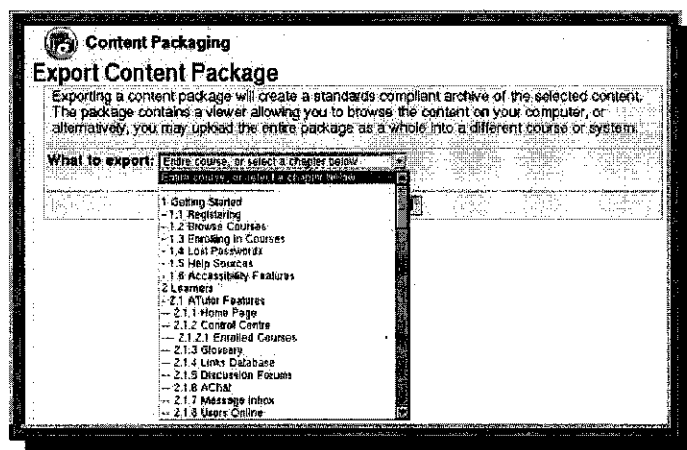 Content Packaging
Export Content Package
Exporting a content package will create a standards compliant archive of the selected content.
The package contains a viewer allowing you to browse the content on your computer, or
alternatively, you may upload the entire package as a whole into a different course or system.
What to export: Entire course, or select a chapter below
Entire course, or select a chapter below
1 Getting Started
- 1.1 Registering
- 1.2 Browse Courses
- 1.3 Enrolling in Courses
- 1.4 Lost Passwords
- 1.5 Help Sources
- 1.6 Accessibility Features
2 Learners
- 2.1 ATutor Features
-- 2.1.1 Home Page
-- 2.1.2 Control Centre
--- 2.1.2.1 Enrolled Courses
-- 2.1.3 Glossary
-- 2.1.4 Links Database
-- 2.1.5 Discussion Forums
-- 2.1.6 AChat
-- 2.1.7 Message Inbox
-- 2.1.8 Users Online